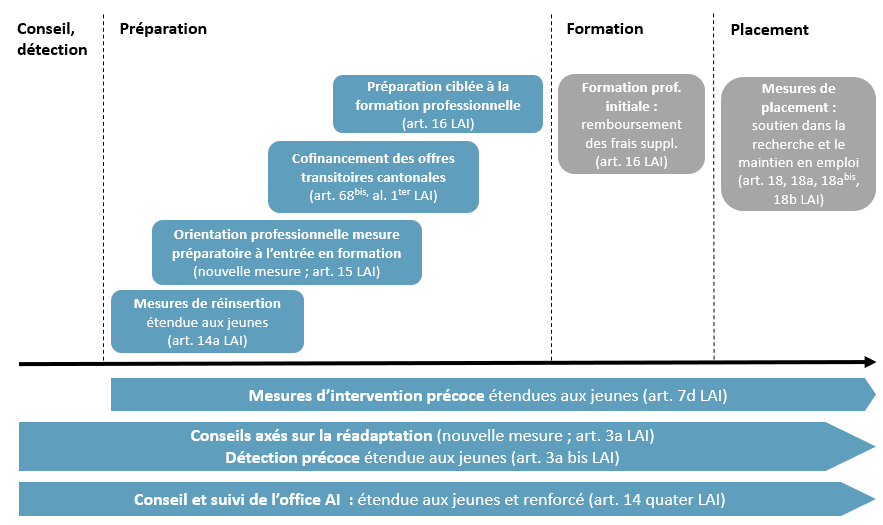 Conseil,
détection
Préparation
Formation
Placement
Préparation ciblée à la
formation professionnelle
(art. 16 LAI)
Cofinancement des offres
transitoires cantonales
(art. 68bis, al. 1ter LAI)
Orientation professionnelle mesure
préparatoire à l'entrée en formation
(nouvelle mesure ; art. 15 LAI)
Mesures de réinsertion
étendue aux jeunes
(art. 14a LAI)
Formation prof.
initiale :
remboursement
des frais suppl.
(art. 16 LAI)
Mesures de
placement :
soutien dans la
recherche et le
maintien en emploi
(art. 18, 18a, 18abis,
18b LAI)
Mesures d'intervention précoce étendues aux jeunes (art. 7d LAI)
Conseils axés sur la réadaptation (nouvelle mesure ; art. 3a LAI)
Détection précoce étendue aux jeunes (art. 3a bis LAI)
Conseil et suivi de l'office AI : étendue aux jeunes et renforcé (art. 14 quater LAI)